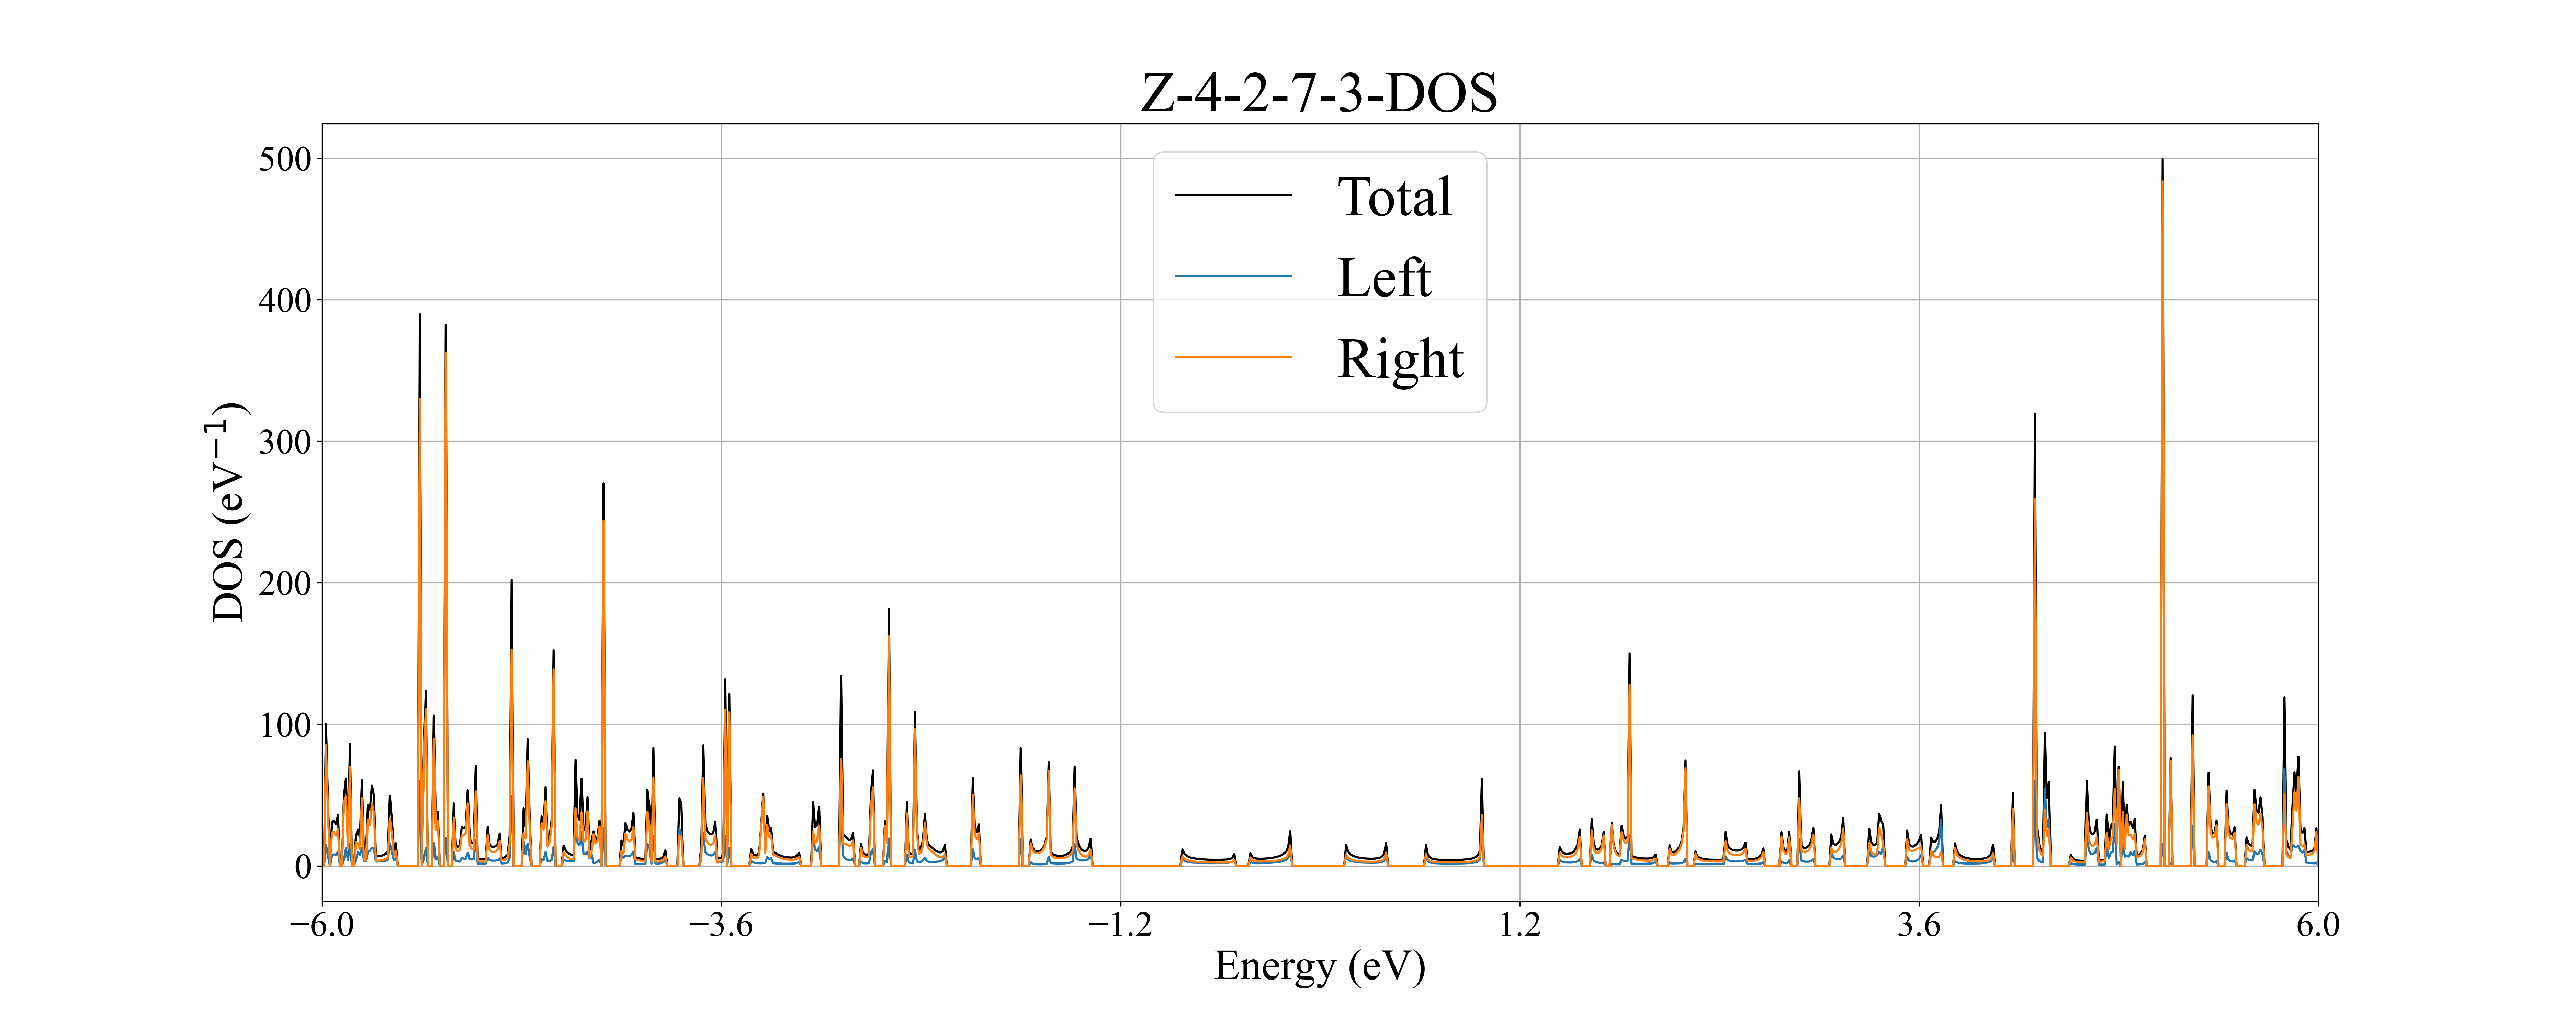 Z-4-2-7-3-DOS
Total
Left
Right
DOS (eV⁻¹)
500
400
300
200
100
0
−6.0 −3.6 −1.2 1.2 3.6 6.0
Energy (eV)